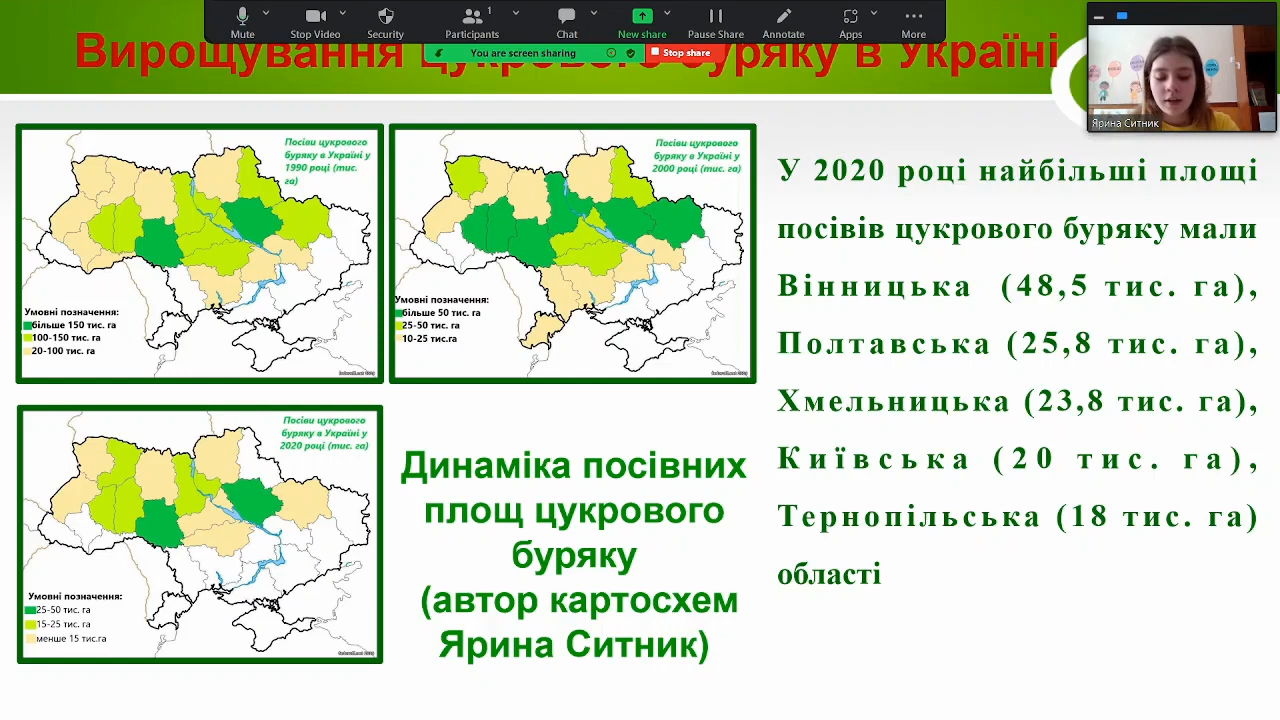 Mute
Stop Video
Security
Participants
1
Chat
New share
Pause Share
Annotate
Apps
More
You are screen sharing
Stop share
Вирощування цукрового буряку в Україні
Ярина Ситник
Посіви цукрового
буряку в Україні у
1990 році (тис.
га)
Умовні позначення:
більше 150 тис. га
100-150 тис. га
20-100 тис. га
Посіви цукрового
буряку в Україні у
2000 році (тис. га)
Умовні позначення:
більше 50 тис. га
25-50 тис. га
10-25 тис.га
Посіви цукрового
буряку в Україні у
2020 році (тис. га)
Умовні позначення:
25-50 тис. га
15-25 тис. га
менше 15 тис.га
Динаміка посівних
площ цукрового
буряку
(автор картосхем
Ярина Ситник)
У 2020 році найбільші площі
посівів цукрового буряку мали
Вінницька (48,5 тис. га),
Полтавська (25,8 тис. га),
Хмельницька (23,8 тис. га),
Київська (20 тис. га),
Тернопільська (18 тис. га)
області